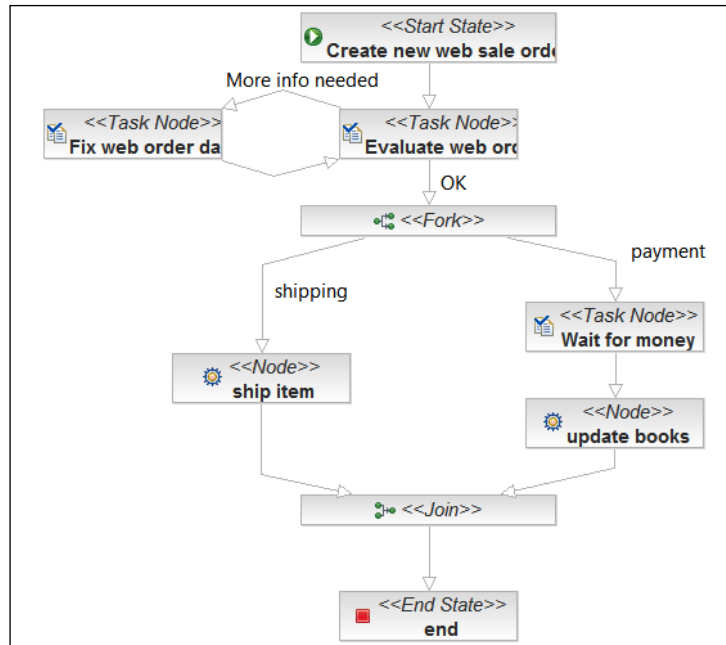 <<Start State>>
Create new web sale orde
More info needed
<<Task Node>>
Fix web order da
<<Task Node>>
Evaluate web ord
OK
<<Fork>>
payment
shipping
<<Task Node>>
Wait for money
<<Node>>
ship item
<<Node>>
update books
<<Join>>
<<End State>>
end